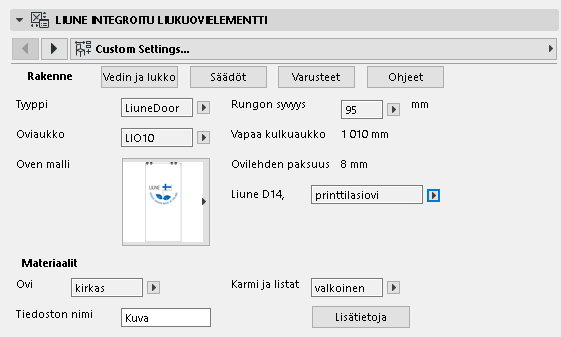 LIUNE INTEGROITU LIUKUOVIELEMENTTI
Custom Settings...
Rakenne Vedin ja lukko Säädöt Varusteet Ohjeet
Tyyppi LiuneDoor Rungon syvyys 95 mm
Oviaukko LIO10 Vapaa kulkuaukko 1 010 mm
Oven malli Ovilehden paksuus 8 mm
LIUNE
Liune D14, printtilasiovi
Materiaalit
Ovi kirkas Karmi ja listat valkoinen
Tiedoston nimi Kuva Lisätietoja